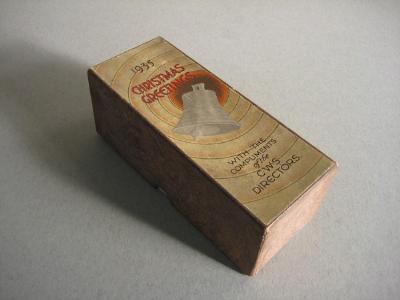 1935
CHRISTMAS
GREETINGS
WITH THE
COMPLIMENTS
of the
CWS
DIRECTORS